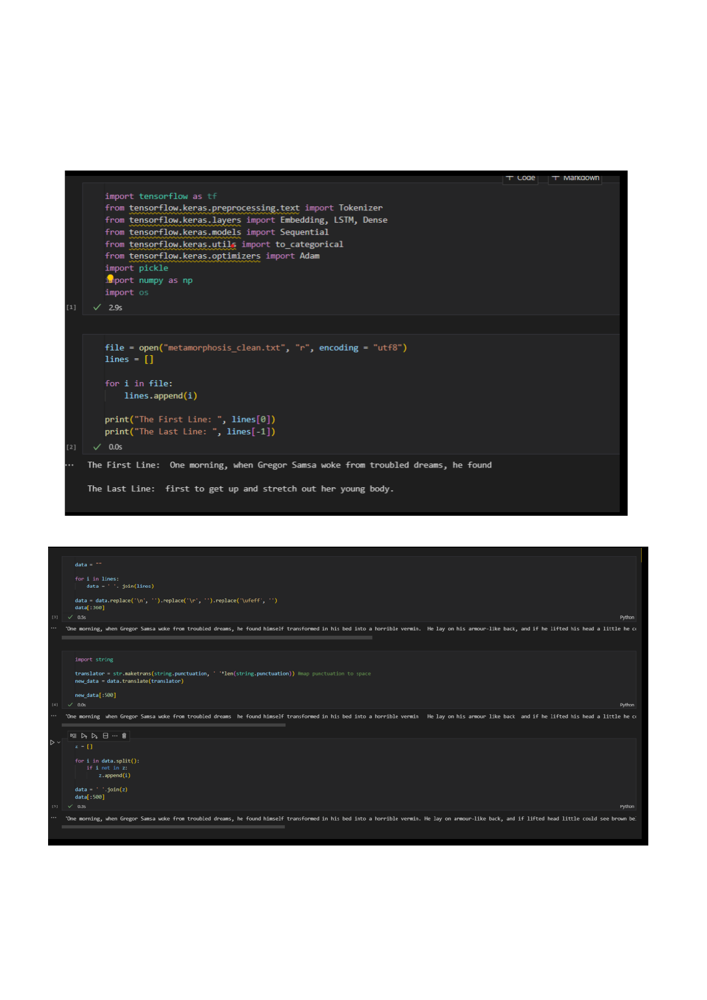 + Code + Markdown
import tensorflow as tf
from tensorflow.keras.preprocessing.text import Tokenizer
from tensorflow.keras.layers import Embedding, LSTM, Dense
from tensorflow.keras.models import Sequential
from tensorflow.keras.utils import to_categorical
from tensorflow.keras.optimizers import Adam
import pickle
import numpy as np
import os
[1] 2.9s
file = open("metamorphosis_clean.txt", "r", encoding = "utf8")
lines = []
for i in file:
    lines.append(i)
print("The First Line: ", lines[0])
print("The Last Line: ", lines[-1])
[2] 0.0s
... The First Line:  One morning, when Gregor Samsa woke from troubled dreams, he found
The Last Line:  first to get up and stretch out her young body.
data = ""
for i in lines:
    data = ' '. join(lines)
data = data.replace('\n', '').replace('\r', '').replace('\ufeff', '')
data[:360]
[3] 0.5s Python
... 'One morning, when Gregor Samsa woke from troubled dreams, he found himself transformed in his bed into a horrible vermin.  He lay on his armour-like back, and if he lifted his head a little he c
import string
translator = str.maketrans(string.punctuation, ' '*len(string.punctuation)) #map punctuation to space
new_data = data.translate(translator)
new_data[:500]
[4] 0.0s Python
... 'One morning  when Gregor Samsa woke from troubled dreams  he found himself transformed in his bed into a horrible vermin   He lay on his armour like back  and if he lifted his head a little he c
z = []
for i in data.split():
    if i not in z:
        z.append(i)
data = ' '.join(z)
data[:500]
[5] 0.3s Python
... 'One morning, when Gregor Samsa woke from troubled dreams, he found himself transformed in his bed into a horrible vermin. He lay on armour-like back, and if lifted head little could see brown be